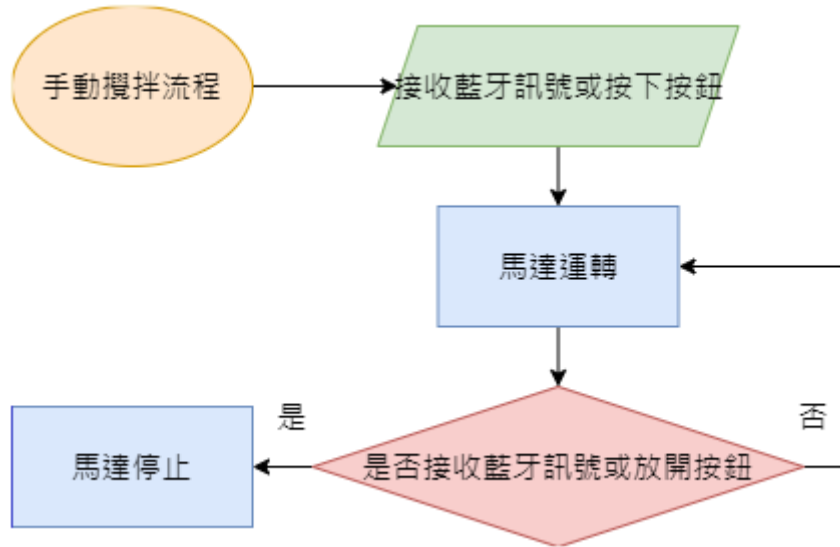 手動攪拌流程
接收藍牙訊號或按下按鈕
馬達運轉
是否接收藍牙訊號或放開按鈕
是
否
馬達停止